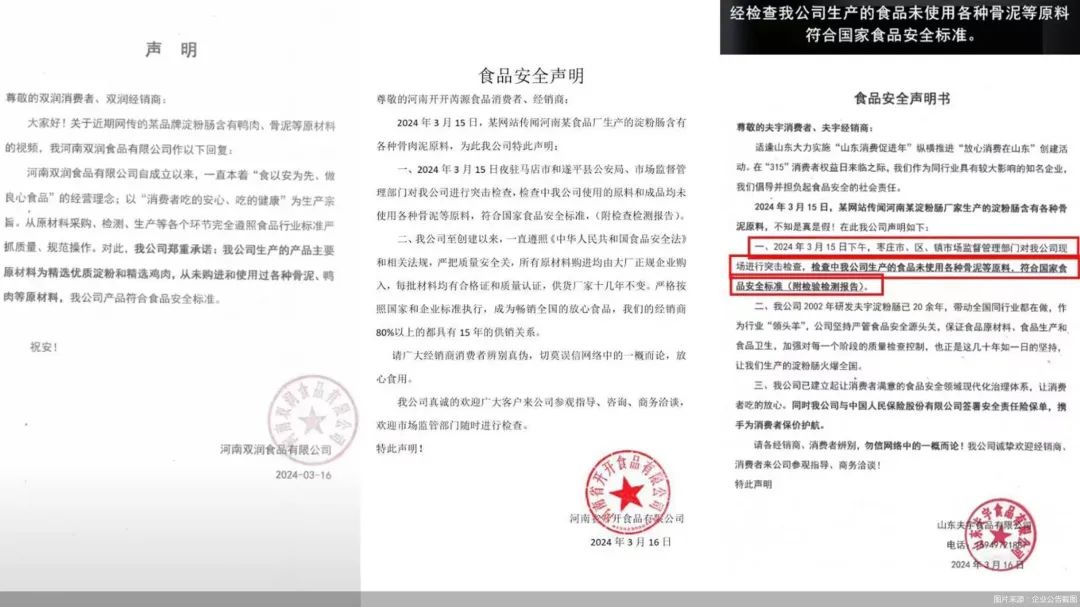 声 明
尊敬的双润消费者、双润经销商：
大家好！关于近期网传的某品牌淀粉肠含有鸭肉、骨泥等原材料
的视频，我河南双润食品有限公司作以下回复：
河南双润食品有限公司自成立以来，一直本着“食以安为先、做
良心食品”的经营理念；以“消费者吃的安心、吃的健康”为生产宗
旨。从原材料采购、检测、生产等各个环节完全遵照食品行业标准严
抓质量、规范操作。对此，我公司郑重承诺：我公司生产的产品主要
原材料为精选优质淀粉和精选鸡肉，从未购进和使用过各种骨泥、鸭
肉等原材料，我公司产品符合食品安全标准。
祝安！
河南双润食品有限公司
河南双润食品有限公司
2024-03-16
食品安全声明
尊敬的河南开开芮源食品消费者、经销商：
2024 年 3 月 15 日，某网站传闻河南某食品厂生产的淀粉肠含有
各种骨肉泥原料，为此我公司特此声明：
一、2024 年 3 月 15 日夜驻马店市和遂平县公安局、市场监督管
理部门对我公司进行突击检查，检查中我公司使用的原料和成品均未
使用各种骨泥等原料，符合国家食品安全标准，（附检查检测报告）。
二、我公司至创建以来，一直遵照《中华人民共和国食品安全法》
和相关法规，严把质量安全关，所有原材料购进均由大厂正规企业购
入，每批材料均有合格证和质量认证，供货厂家十几年不变。严格按
照国家和企业标准执行，成为畅销全国的放心食品，我们的经销商
80%以上的都具有 15 年的供销关系。
请广大经销商消费者辨别真伪，切莫误信网络中的一概而论，放
心食用。
我公司真诚的欢迎广大客户来公司参观指导、咨询、商务洽谈，
欢迎市场监管部门随时进行检查。
特此声明！
河南省开开食品有限公司
河南省开开食品有限公司
2024 年 3 月 16 日
经检查我公司生产的食品未使用各种骨泥等原料
符合国家食品安全标准。
食品安全声明书
尊敬的夫宇消费者、夫宇经销商：
适逢山东大力实施“山东消费促进年”纵横推进“放心消费在山东”创建活
动。在“315”消费者权益日来临之际，我们作为同行业具有较大影响的知名企业，
我们倡导并担负起食品安全的社会责任。
2024 年 3 月 15 日，某网站传闻河南某淀粉肠厂家生产的淀粉肠含有各种骨
泥原料，不知是真是假！在此我公司声明如下：
一、2024 年 3 月 15 日下午，枣庄市、区、镇市场监督管理部门对我公司现
场进行突击检查，检查中我公司生产的食品未使用各种骨泥等原料，符合国家食
品安全标准（附检验检测报告）。
二、我公司 2002 年研发夫宇淀粉肠已 20 余年，带动全国同行业都在做，作
为行业“领头羊”，公司坚持严管食品安全源头关，保证食品原材料、食品生产和
食品卫生，加强对每一个阶段的质量检查控制，也正是这几十年如一日的坚持，
让我们生产的淀粉肠火爆全国。
三、我公司已建立起让消费者满意的食品安全领域现代化治理体系，让消费
者吃的放心。同时我公司与中国人民保险股份有限公司签署安全责任险保单，携
手为消费者保价护航。
请各经销商、消费者辨别，勿信网络中的一概而论！我公司诚挚欢迎经销商、
消费者来公司参观指导、商务洽谈！
特此声明
山东夫宇食品有限公司
山东夫宇食品有限公司
电话：
2024 年 3 月 16 日
图片来源：企业公告截图